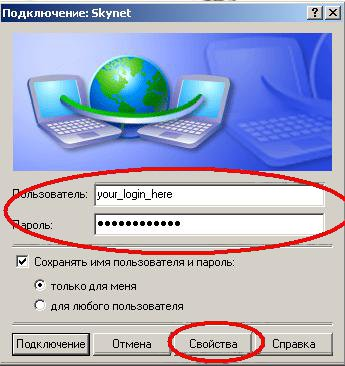 Подключение: Skynet
Пользователь: your_login_here
Пароль: ●●●●●●●●●●●●
Сохранять имя пользователя и пароль:
только для меня
для любого пользователя
Подключение Отмена Свойства Справка